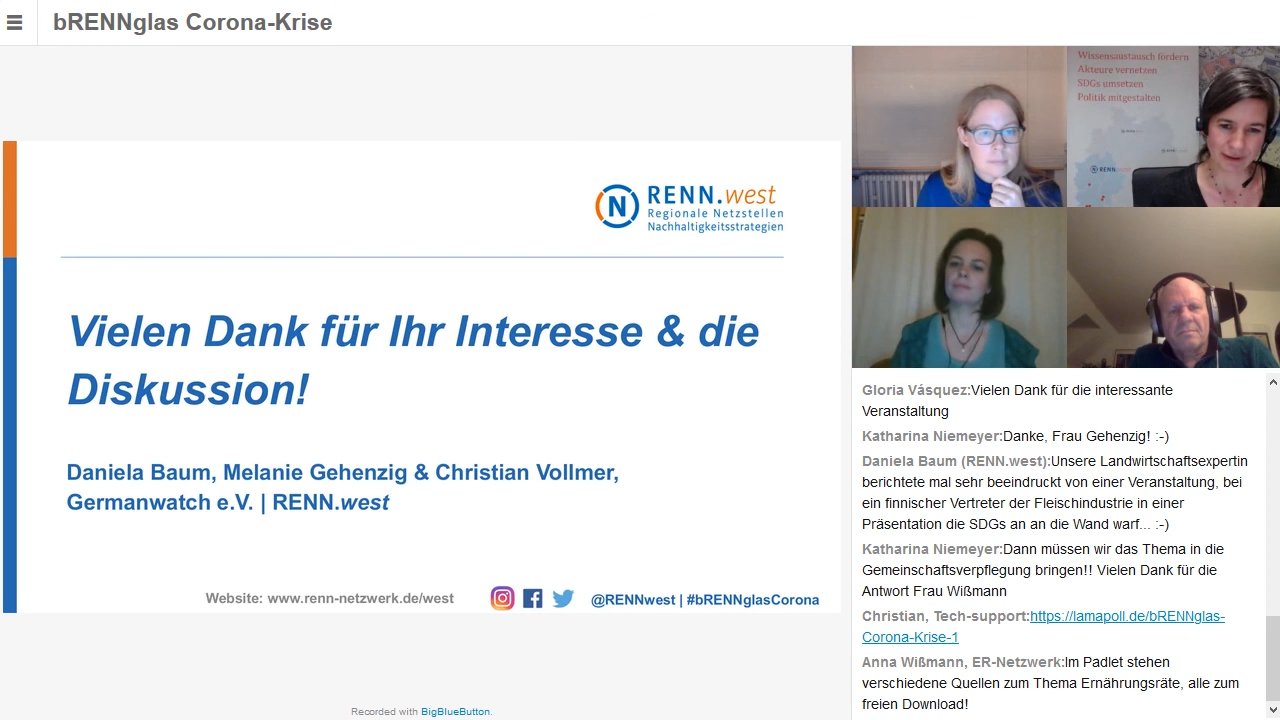 bRENNglas Corona-Krise
Wissensaustausch fördern
Akteure vernetzen
SDGs umsetzen
Politik mitgestalten
RENN.west
Regionale Netzstellen
Nachhaltigkeitsstrategien
Vielen Dank für Ihr Interesse & die
Diskussion!
Daniela Baum, Melanie Gehenzig & Christian Vollmer,
Germanwatch e.V. | RENN.west
Website: www.renn-netzwerk.de/west
@RENNwest | #bRENNglasCorona
Gloria Vásquez:Vielen Dank für die interessante
Veranstaltung
Katharina Niemeyer:Danke, Frau Gehenzig! :-)
Daniela Baum (RENN.west):Unsere Landwirtschaftsexpertin
berichtete mal sehr beeindruckt von einer Veranstaltung, bei
ein finnischer Vertreter der Fleischindustrie in einer
Präsentation die SDGs an an die Wand warf... :-)
Katharina Niemeyer:Dann müssen wir das Thema in die
Gemeinschaftsverpflegung bringen!! Vielen Dank für die
Antwort Frau Wißmann
Christian, Tech-support:https://lamapoll.de/bRENNglas-
Corona-Krise-1
Anna Wißmann, ER-Netzwerk:Im Padlet stehen
verschiedene Quellen zum Thema Ernährungsräte, alle zum
freien Download!
Recorded with BigBlueButton.